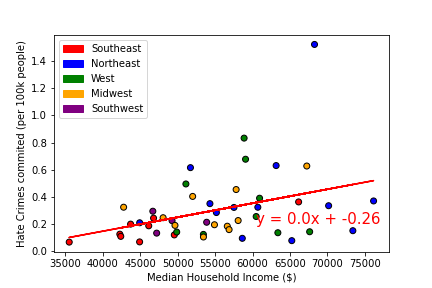 Hate Crimes commited (per 100k people)
1.4
1.2
1.0
0.8
0.6
0.4
0.2
0.0
Southeast
Northeast
West
Midwest
Southwest
y = 0.0x + -0.26
35000 40000 45000 50000 55000 60000 65000 70000 75000
Median Household Income ($)